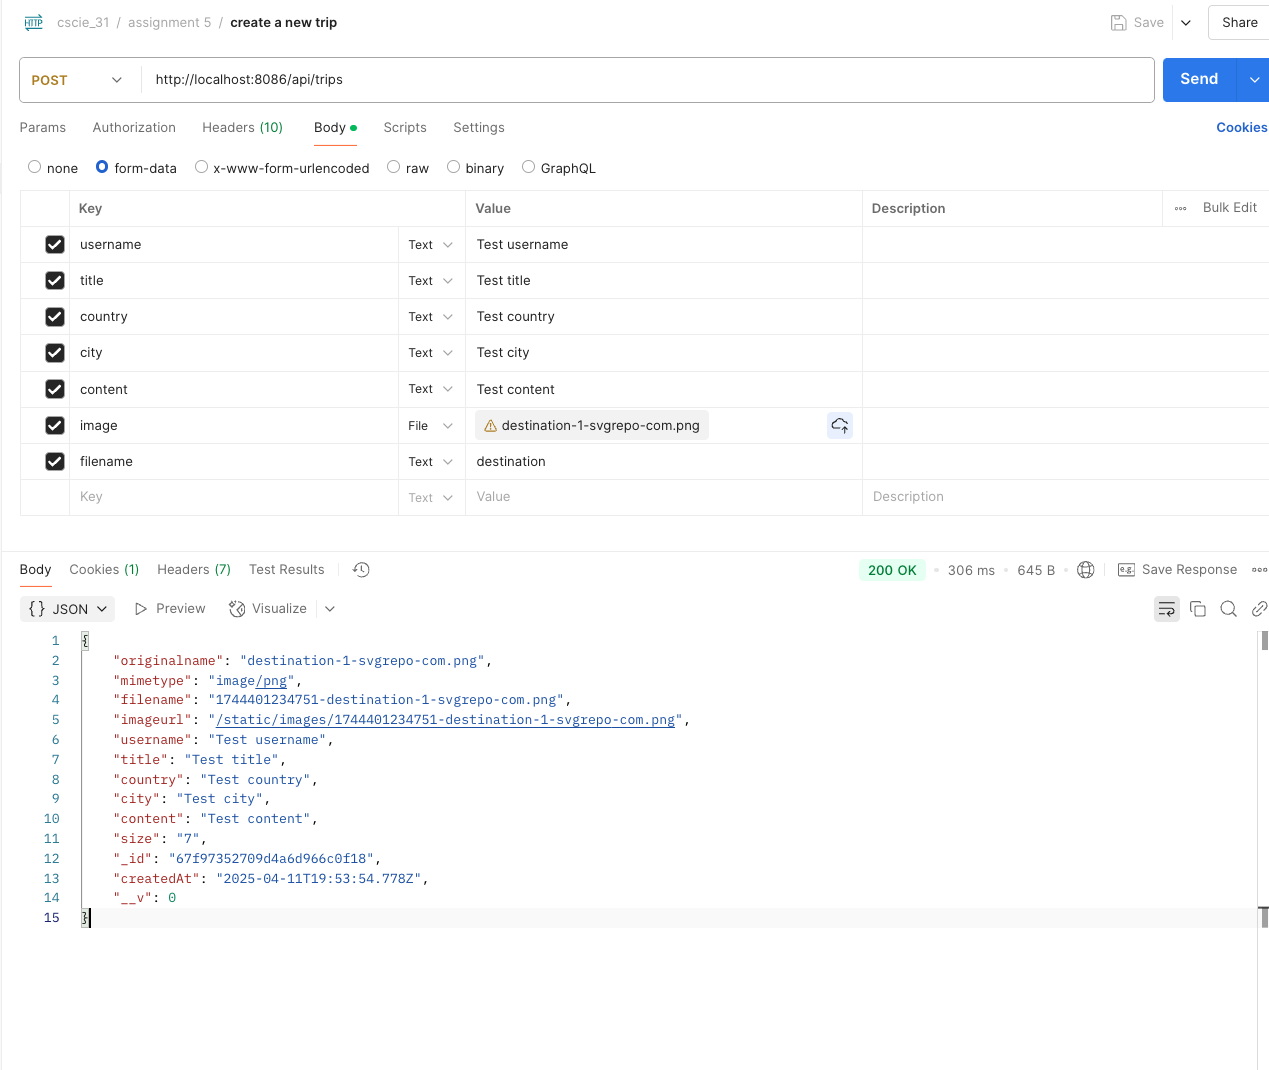 HTTP cscie_31 / assignment 5 / create a new trip Save Share
POST http://localhost:8086/api/trips Send
Params Authorization Headers (10) Body Scripts Settings Cookies
none form-data x-www-form-urlencoded raw binary GraphQL
Key Value Description Bulk Edit
username Text Test username
title Text Test title
country Text Test country
city Text Test city
content Text Test content
image File destination-1-svgrepo-com.png
filename Text destination
Key Text Value Description
Body Cookies (1) Headers (7) Test Results 200 OK 306 ms 645 B e.g. Save Response
{} JSON Preview Visualize
1 {
2 "originalname": "destination-1-svgrepo-com.png",
3 "mimetype": "image/png",
4 "filename": "1744401234751-destination-1-svgrepo-com.png",
5 "imageurl": "/static/images/1744401234751-destination-1-svgrepo-com.png",
6 "username": "Test username",
7 "title": "Test title",
8 "country": "Test country",
9 "city": "Test city",
10 "content": "Test content",
11 "size": "7",
12 "_id": "67f97352709d4a6d966c0f18",
13 "createdAt": "2025-04-11T19:53:54.778Z",
14 "__v": 0
15 }